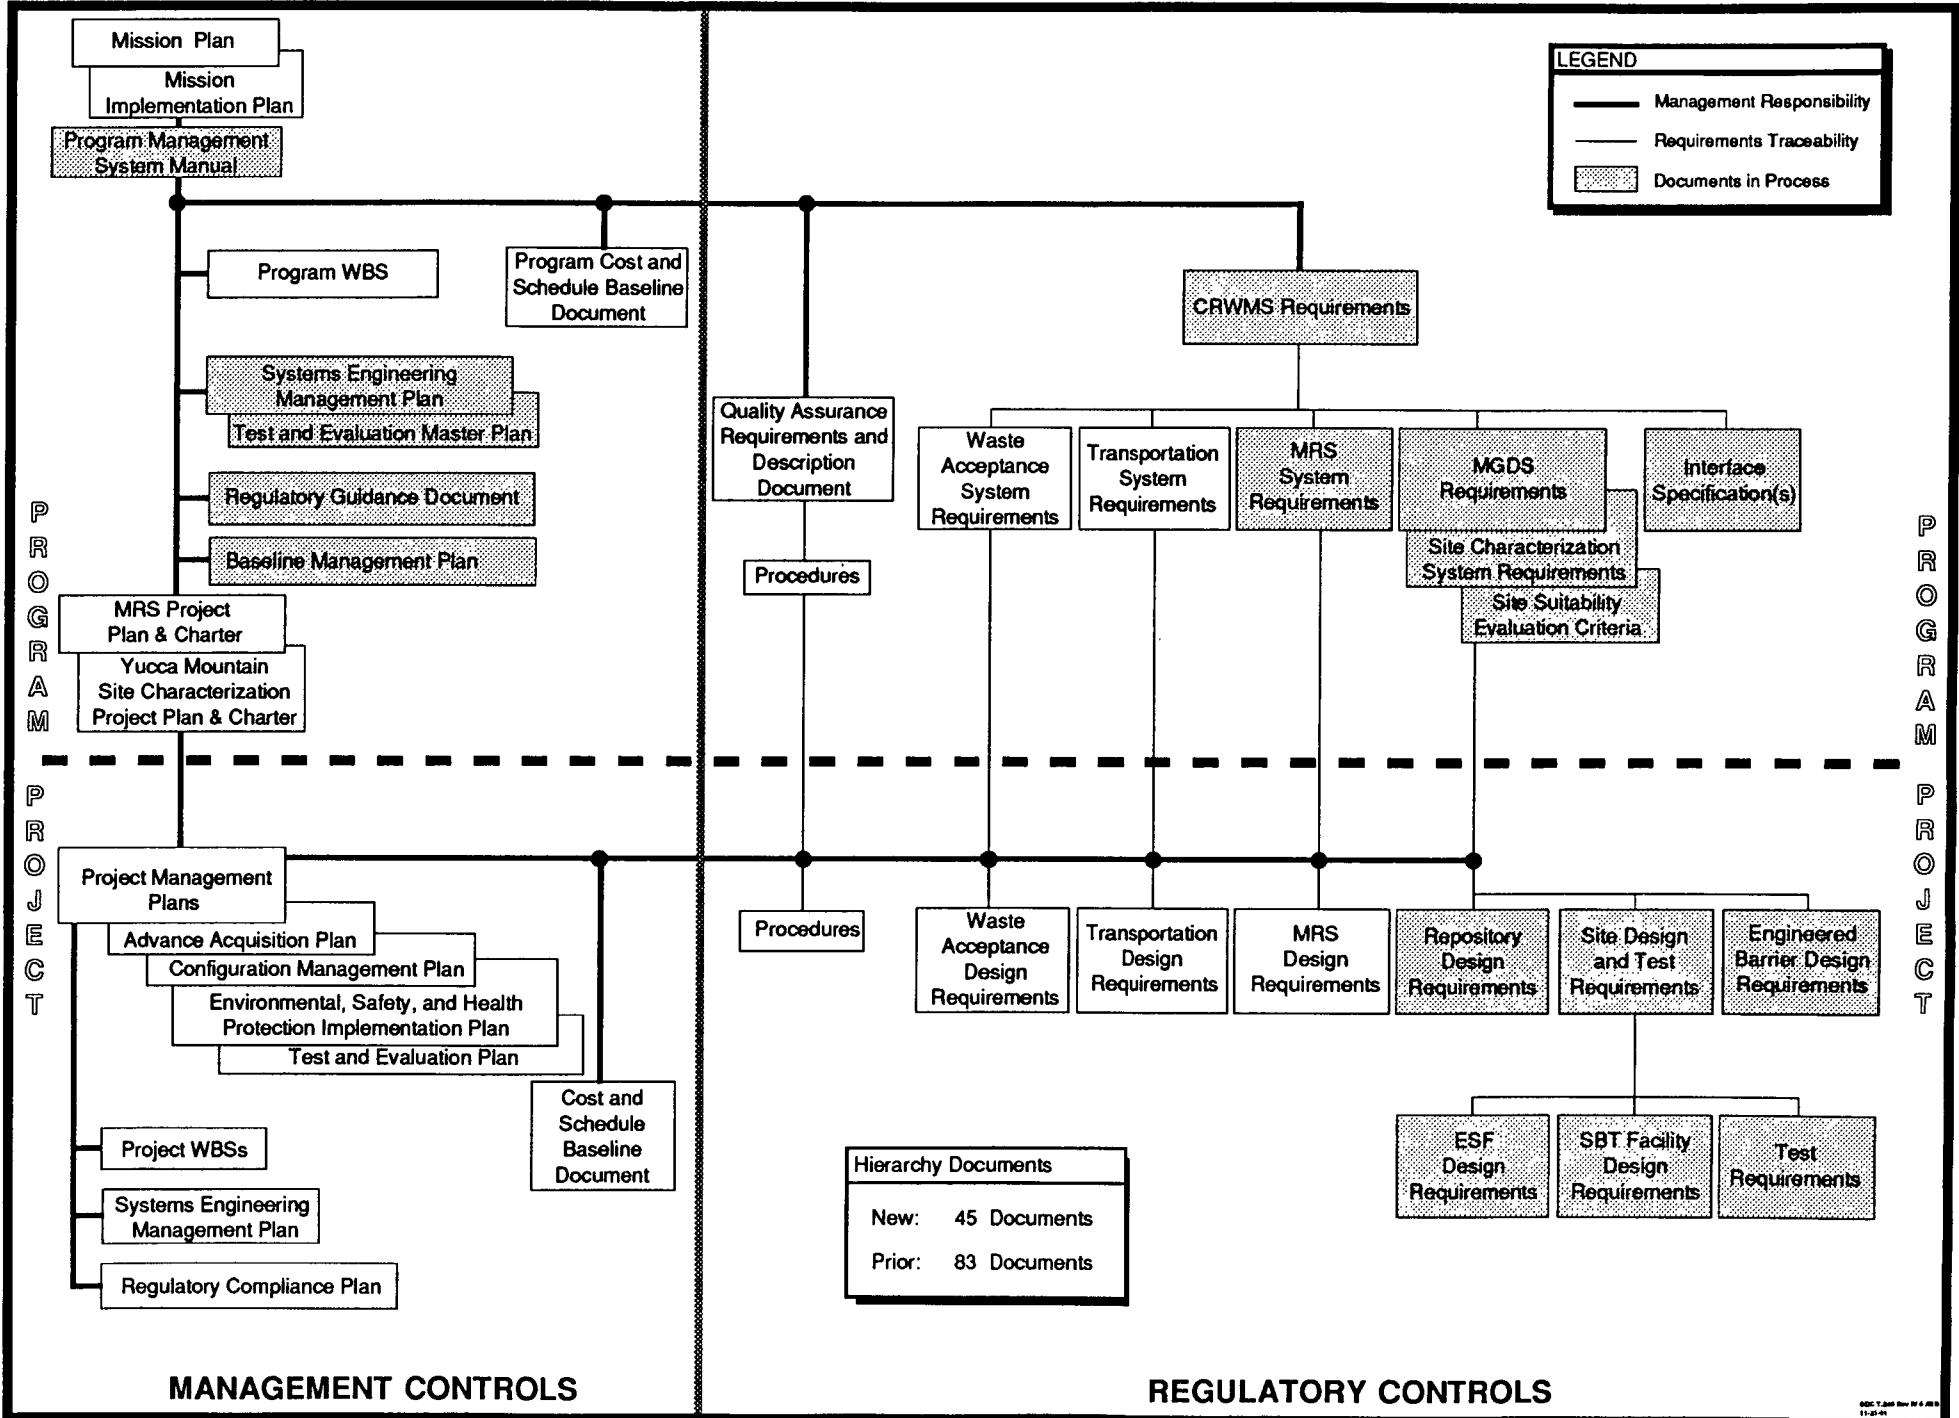 Mission Plan
Mission
Implementation Plan
Program Management
System Manual
LEGEND
Management Responsibility
Requirements Traceability
Documents in Process
Program WBS
Program Cost and
Schedule Baseline
Document
CRWMS Requirements
Systems Engineering
Management Plan
Test and Evaluation Master Plan
Regulatory Guidance Document
Baseline Management Plan
MRS Project
Plan & Charter
Yucca Mountain
Site Characterization
Project Plan & Charter
Quality Assurance
Requirements and
Description
Document
Procedures
Waste
Acceptance
System
Requirements
Transportation
System
Requirements
MRS
System
Requirements
MGDS
Requirements
Site Characterization
System Requirements
Site Suitability
Evaluation Criteria
Interface
Specification(s)
PROGRAM
PROGRAM
PROJECT
PROJECT
Project Management
Plans
Advance Acquisition Plan
Configuration Management Plan
Environmental, Safety, and Health
Protection Implementation Plan
Test and Evaluation Plan
Cost and
Schedule
Baseline
Document
Project WBSs
Systems Engineering
Management Plan
Regulatory Compliance Plan
Procedures
Waste
Acceptance
Design
Requirements
Transportation
Design
Requirements
MRS
Design
Requirements
Repository
Design
Requirements
Site Design
and Test
Requirements
Engineered
Barrier Design
Requirements
ESF
Design
Requirements
SBT Facility
Design
Requirements
Test
Requirements
Hierarchy Documents
New: 45 Documents
Prior: 83 Documents
MANAGEMENT CONTROLS
REGULATORY CONTROLS